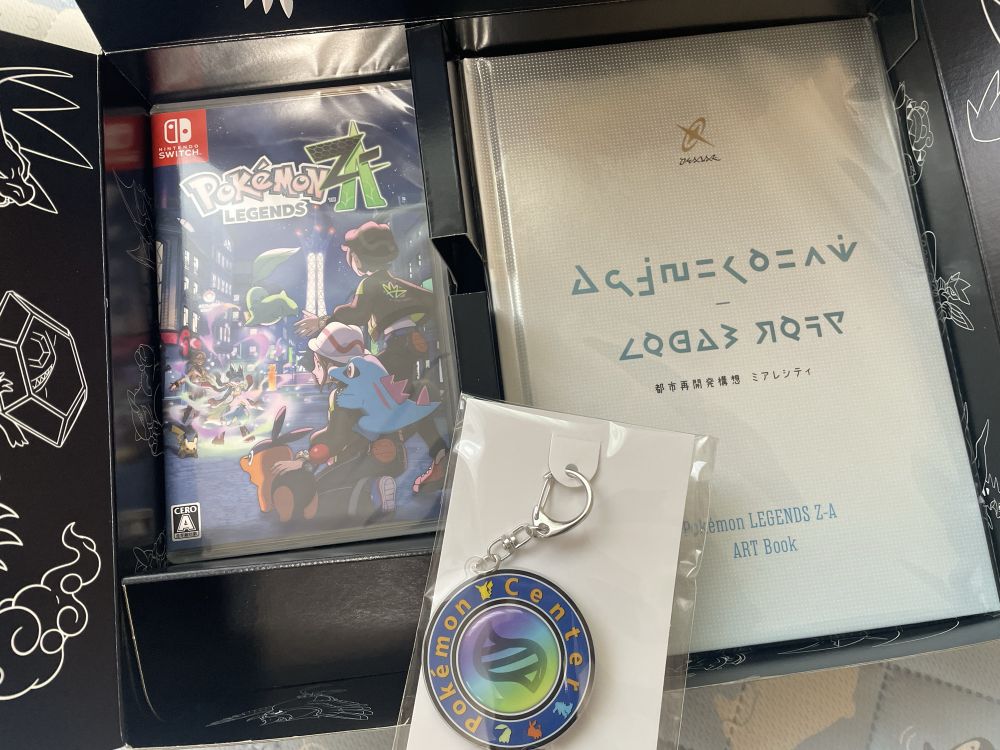 NINTENDO
SWITCH
Pokémon
LEGENDS
Z-A
CERO
A
都市再開発構想 ミアレシティ
Pokémon LEGENDS Z-A
ART Book
Pokémon Center